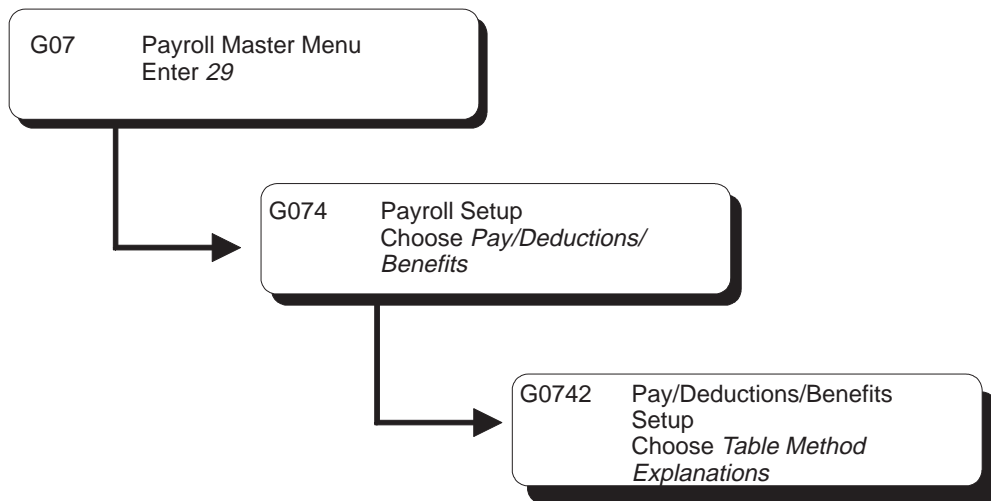 G07 Payroll Master Menu
Enter 29
G074 Payroll Setup
Choose Pay/Deductions/
Benefits
G0742 Pay/Deductions/Benefits
Setup
Choose Table Method
Explanations